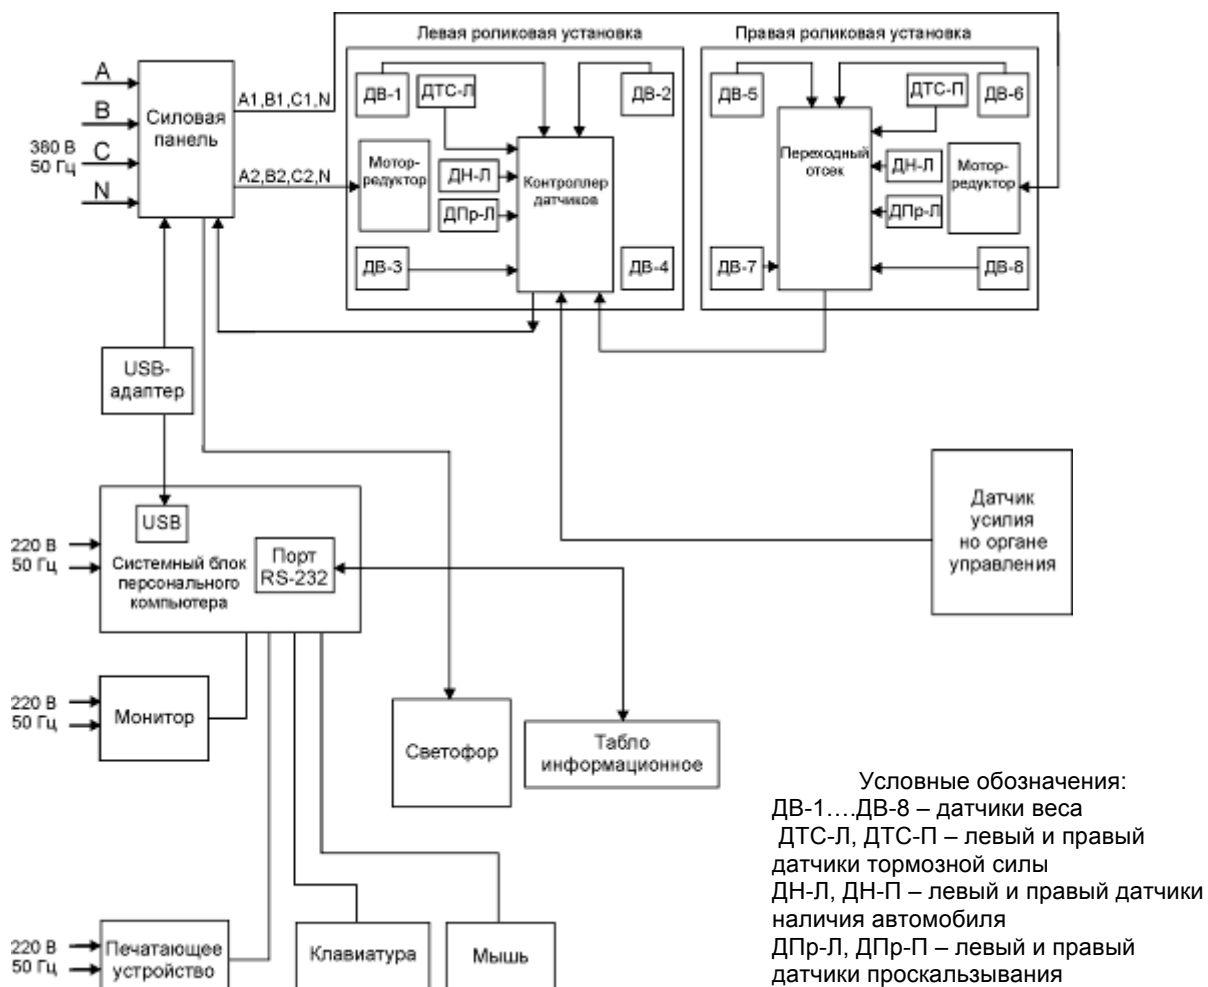 Левая роликовая установка
Правая роликовая установка
A
B
C
N
380 В
50 Гц
Силовая
панель
A1,B1,C1,N
A2,B2,C2,N
ДВ-1
ДТС-Л
ДВ-2
Мотор-
редуктор
ДН-Л
ДПр-Л
Контроллер
датчиков
ДВ-3
ДВ-4
ДВ-5
ДТС-П
ДВ-6
Переходный
отсек
ДН-Л
ДПр-Л
Мотор-
редуктор
ДВ-7
ДВ-8
USB-
адаптер
USB
220 В
50 Гц
Системный блок
персонального
компьютера
Порт
RS-232
Датчик
усилия
но органе
управления
220 В
50 Гц
Монитор
Светофор
Табло
информационное
220 В
50 Гц
Печатающее
устройство
Клавиатура
Мышь
Условные обозначения:
ДВ-1….ДВ-8 – датчики веса
ДТС-Л, ДТС-П – левый и правый
датчики тормозной силы
ДН-Л, ДН-П – левый и правый датчики
наличия автомобиля
ДПр-Л, ДПр-П – левый и правый
датчики проскальзывания